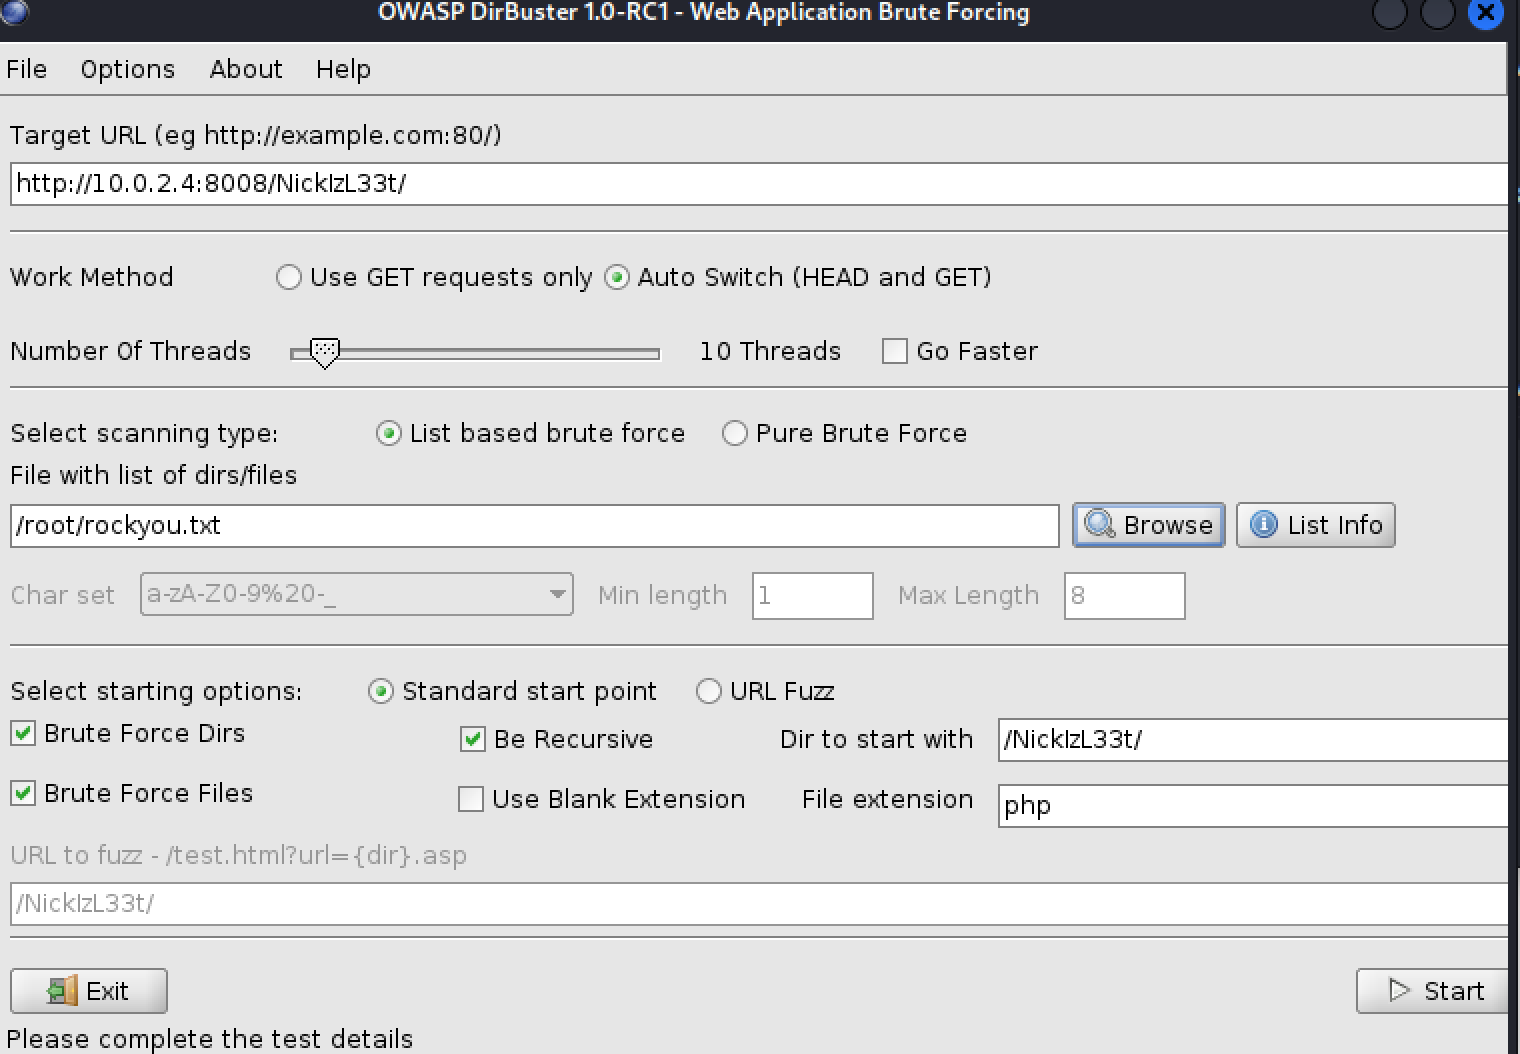 OWASP DirBuster 1.0-RC1 - Web Application Brute Forcing
File Options About Help
Target URL (eg http://example.com:80/)
http://10.0.2.4:8008/NickIzL33t/
Work Method Use GET requests only Auto Switch (HEAD and GET)
Number Of Threads 10 Threads Go Faster
Select scanning type: List based brute force Pure Brute Force
File with list of dirs/files
/root/rockyou.txt Browse List Info
Char set a-zA-Z0-9%20-_ Min length 1 Max Length 8
Select starting options: Standard start point URL Fuzz
Brute Force Dirs Be Recursive Dir to start with /NickIzL33t/
Brute Force Files Use Blank Extension File extension php
URL to fuzz - /test.html?url={dir}.asp
/NickIzL33t/
Exit Start
Please complete the test details